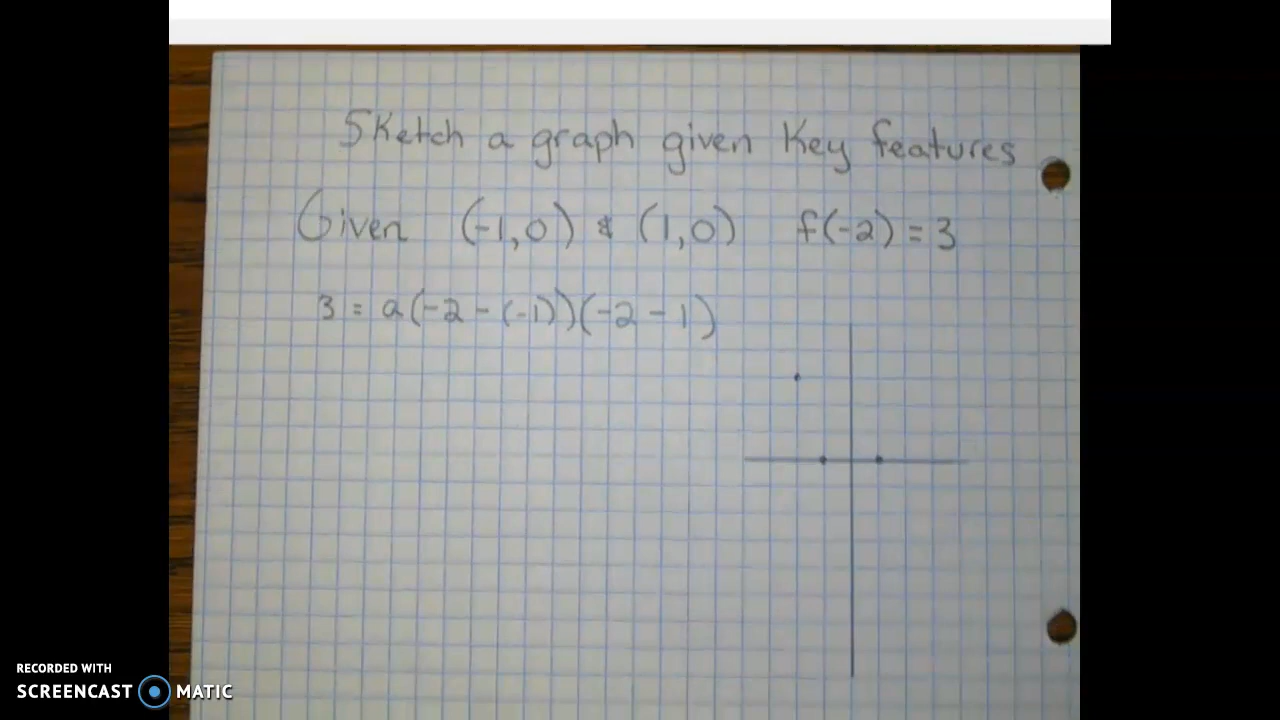 Sketch a graph given Key features
Given (-1,0) & (1,0) f(-2) = 3
3 = a(-2 - (-1))(-2 - 1)
RECORDED WITH
SCREENCAST MATIC